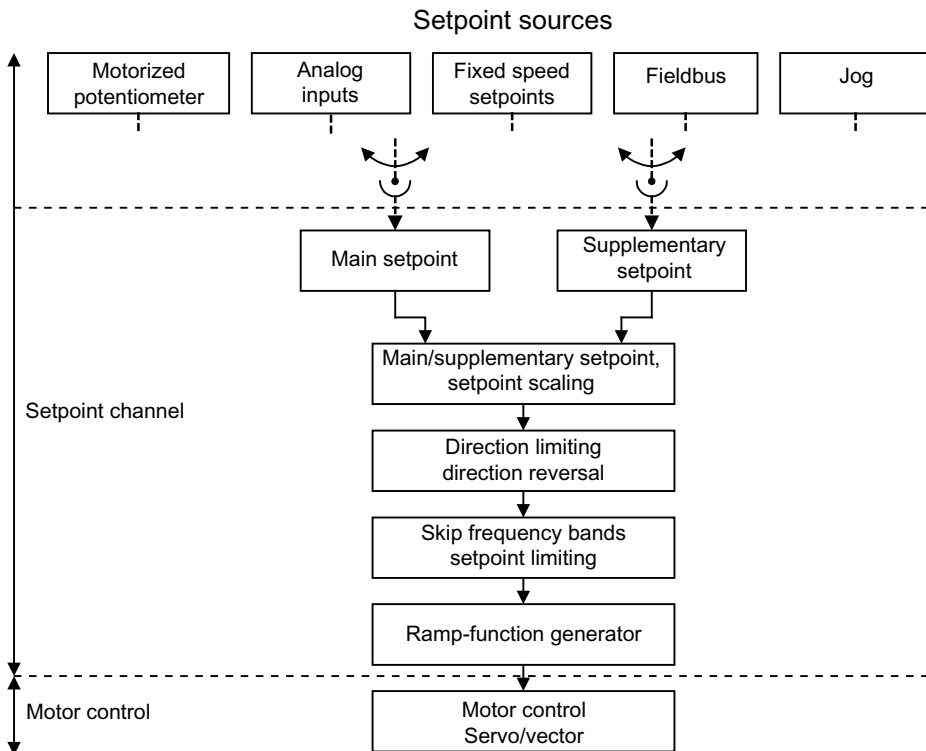 Setpoint sources
Motorized
potentiometer
Analog
inputs
Fixed speed
setpoints
Fieldbus
Jog
Main setpoint
Supplementary
setpoint
Main/supplementary setpoint,
setpoint scaling
Setpoint channel
Direction limiting
direction reversal
Skip frequency bands
setpoint limiting
Ramp-function generator
Motor control
Motor control
Servo/vector